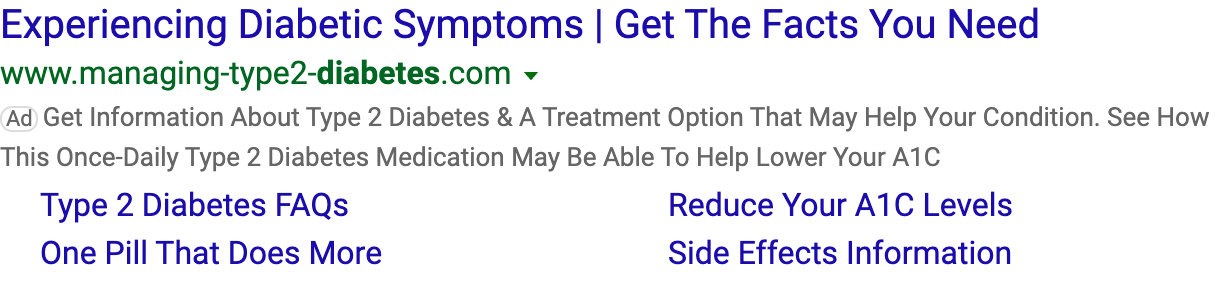 Experiencing Diabetic Symptoms | Get The Facts You Need
www.managing-type2-diabetes.com
Ad Get Information About Type 2 Diabetes & A Treatment Option That May Help Your Condition. See How
This Once-Daily Type 2 Diabetes Medication May Be Able To Help Lower Your A1C
Type 2 Diabetes FAQs Reduce Your A1C Levels
One Pill That Does More Side Effects Information